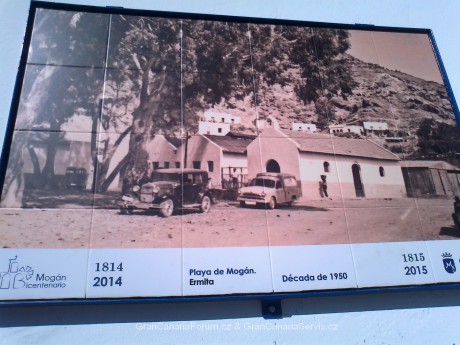 Mogán
Bicentenario
1814
2014
Playa de Mogán.
Ermita
Década de 1950
1815
2015
GranCanariaForum.cz & GranCanariaServis.cz